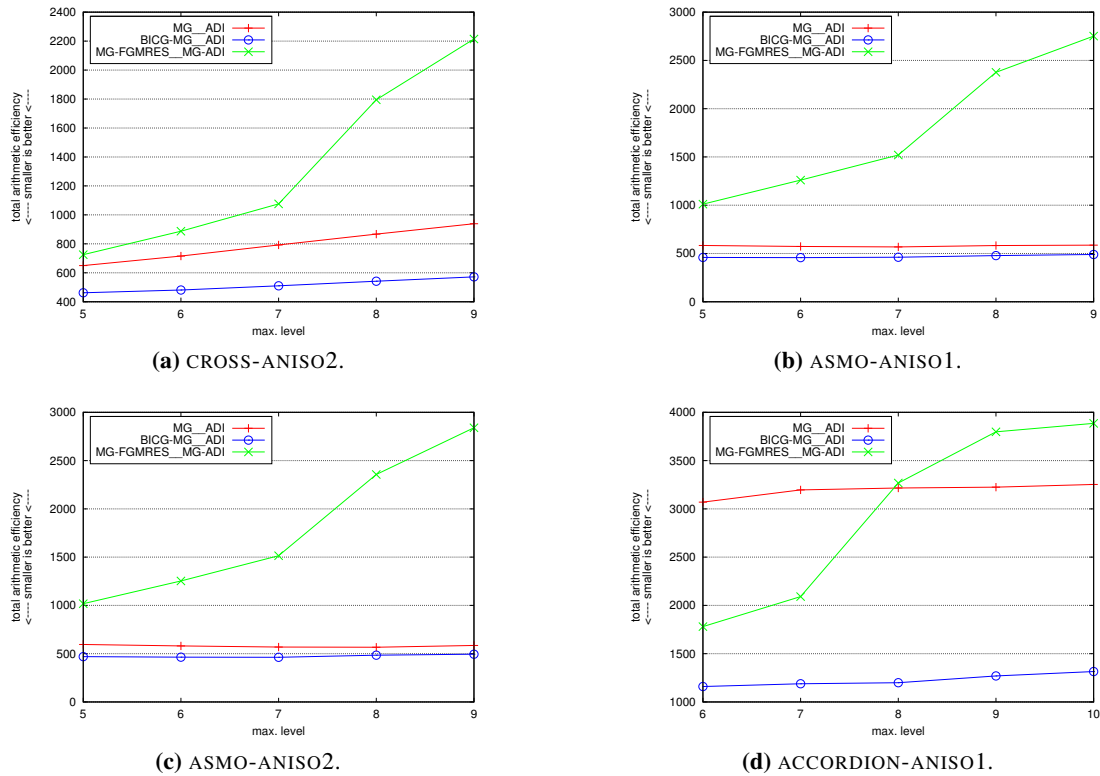 total arithmetic efficiency
<---- smaller is better <----
2400
2200
2000
1800
1600
1400
1200
1000
800
600
400
MG__ADI
BICG-MG__ADI
MG-FGMRES__MG-ADI
5 6 7 8 9
max. level
(a) CROSS-ANISO2.
total arithmetic efficiency
<---- smaller is better <----
3000
2500
2000
1500
1000
500
0
MG__ADI
BICG-MG__ADI
MG-FGMRES__MG-ADI
5 6 7 8 9
max. level
(b) ASMO-ANISO1.
total arithmetic efficiency
<---- smaller is better <----
3000
2500
2000
1500
1000
500
0
MG__ADI
BICG-MG__ADI
MG-FGMRES__MG-ADI
5 6 7 8 9
max. level
(c) ASMO-ANISO2.
total arithmetic efficiency
<---- smaller is better <----
4000
3500
3000
2500
2000
1500
1000
MG__ADI
BICG-MG__ADI
MG-FGMRES__MG-ADI
6 7 8 9 10
max. level
(d) ACCORDION-ANISO1.